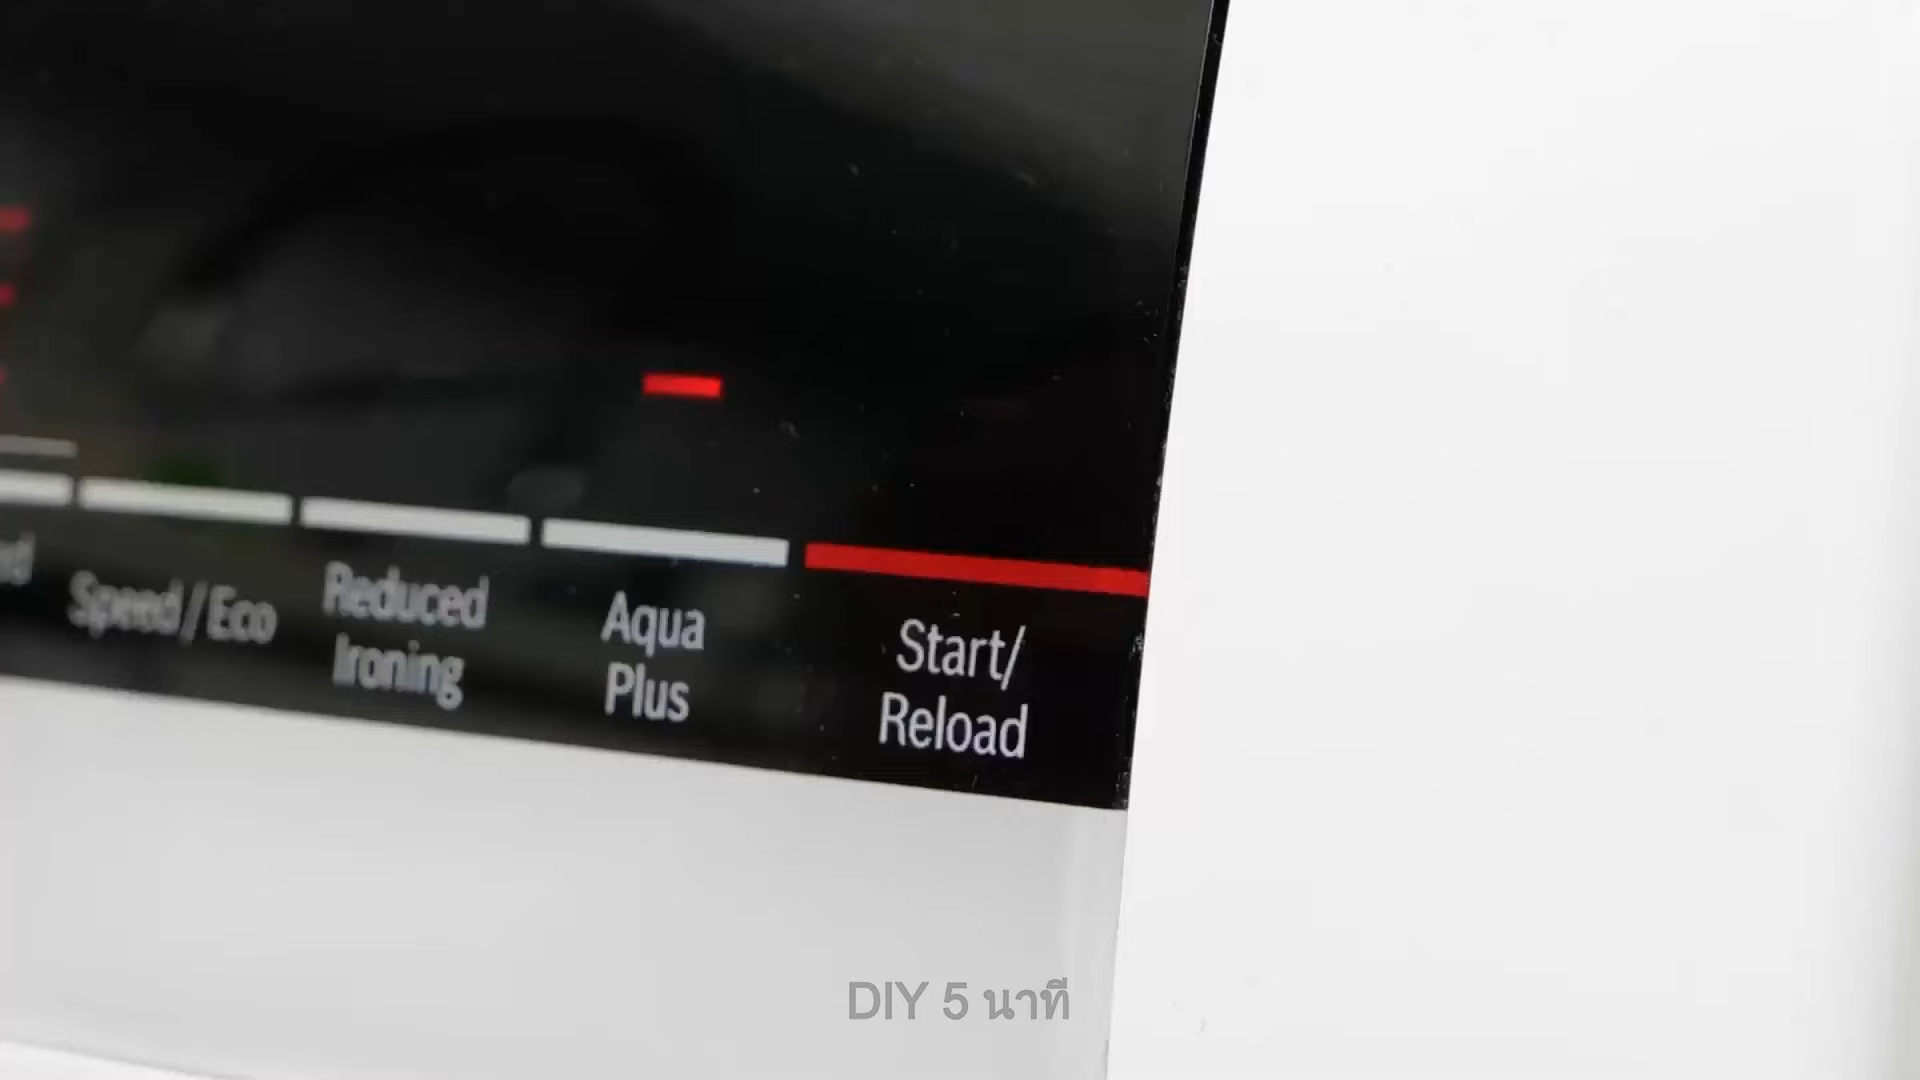 Speed/Eco
Reduced
Ironing
Aqua
Plus
Start/
Reload
DIY 5 นาที